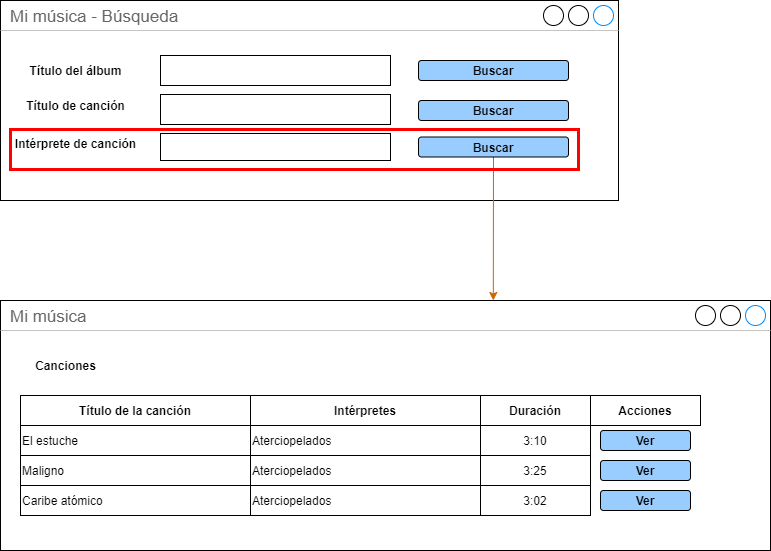 Mi música - Búsqueda
Título del álbum Buscar
Título de canción Buscar
Intérprete de canción Buscar
Mi música
Canciones
Título de la canción Intérpretes Duración Acciones
El estuche Aterciopelados 3:10 Ver
Maligno Aterciopelados 3:25 Ver
Caribe atómico Aterciopelados 3:02 Ver